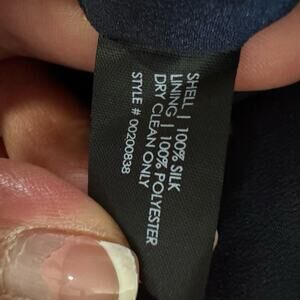 SHELL | 100% SILK
LINING | 100% POLYESTER
DRY CLEAN ONLY
STYLE # 00200838